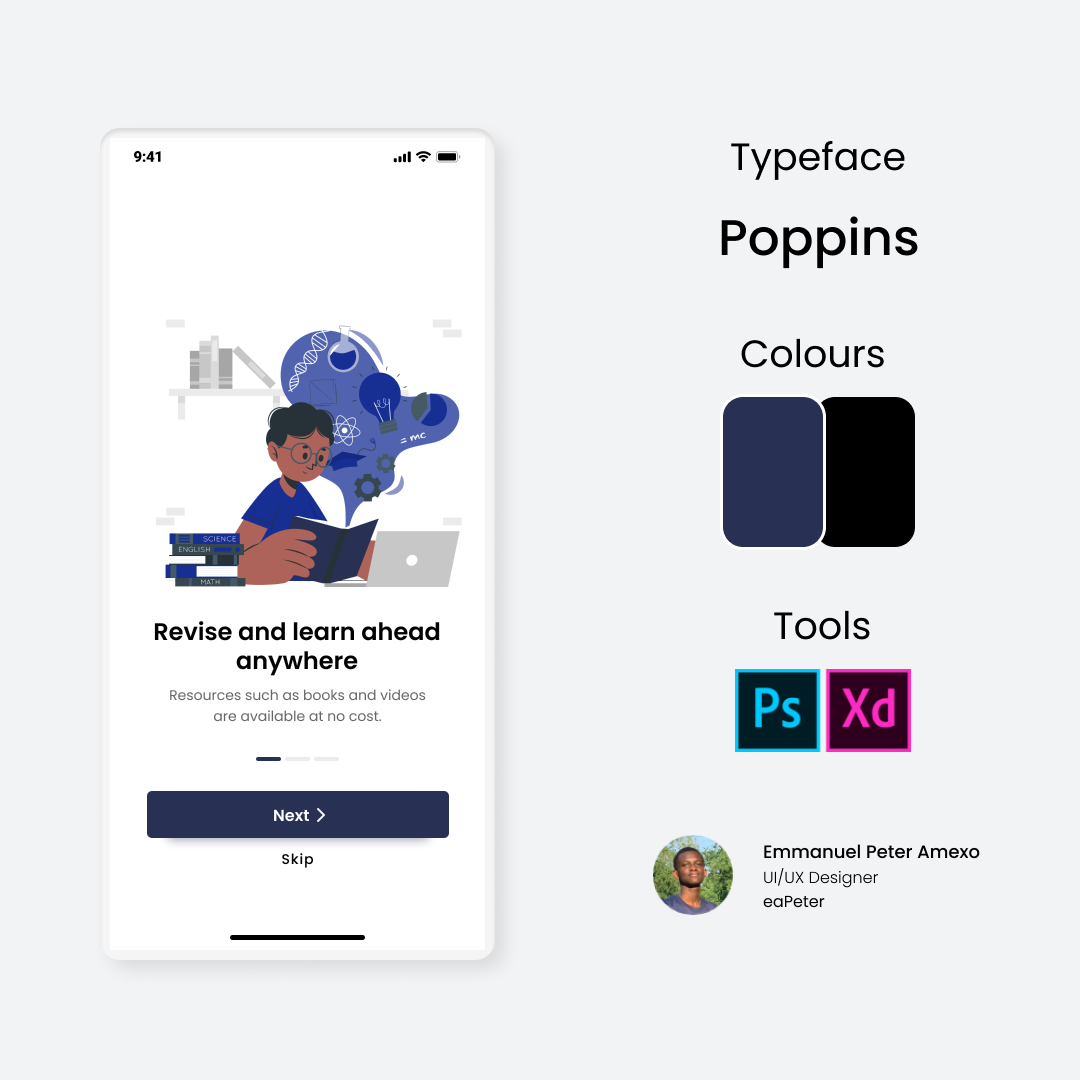 9:41
= mc
SCIENCE
ENGLISH
MATH
Revise and learn ahead
anywhere
Resources such as books and videos
are available at no cost.
Next
Skip
Typeface
Poppins
Colours
Tools
Ps Xd
Emmanuel Peter Amexo
UI/UX Designer
eaPeter